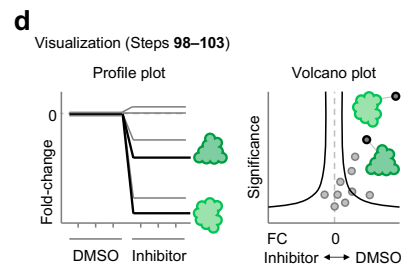 d
Visualization (Steps 98–103)
Profile plot
0
Fold-change
DMSO Inhibitor
Volcano plot
Significance
FC 0
Inhibitor ↔ DMSO